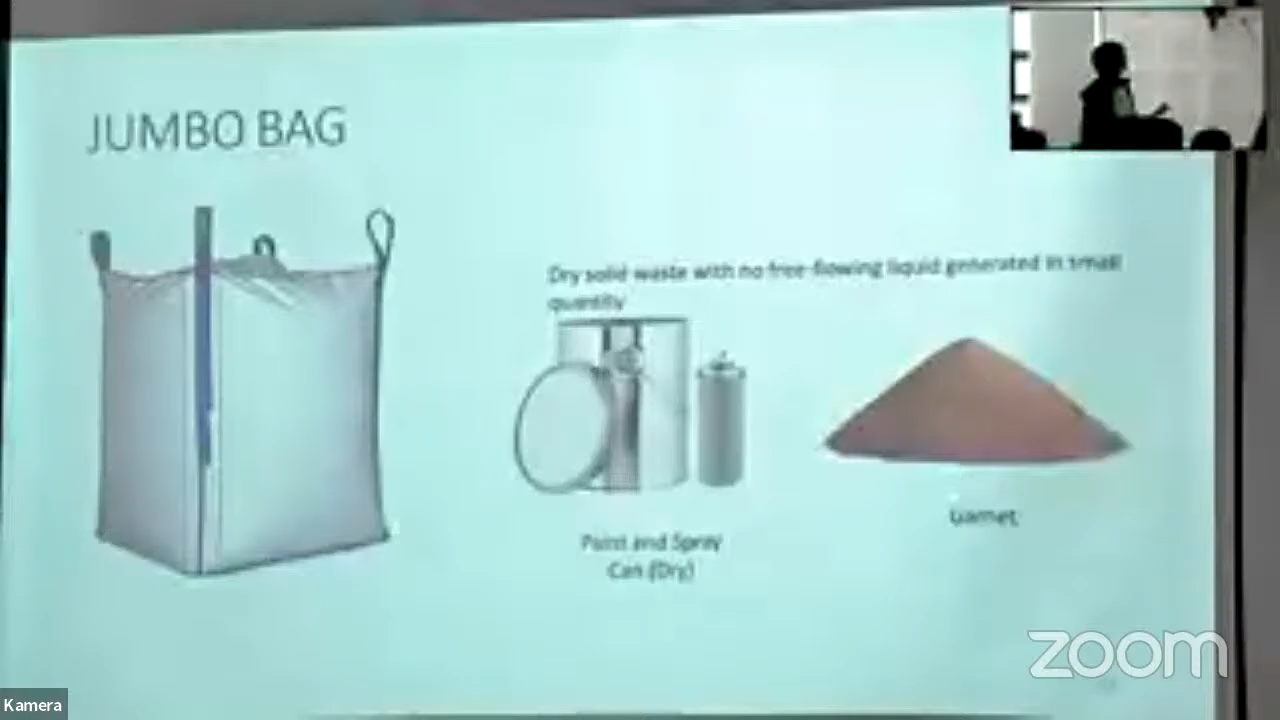 JUMBO BAG
Dry solid waste with no free-flowing liquid generated in small
quantity
Paint and Spray
Can (Dry)
Garnet
zoom
Kamera